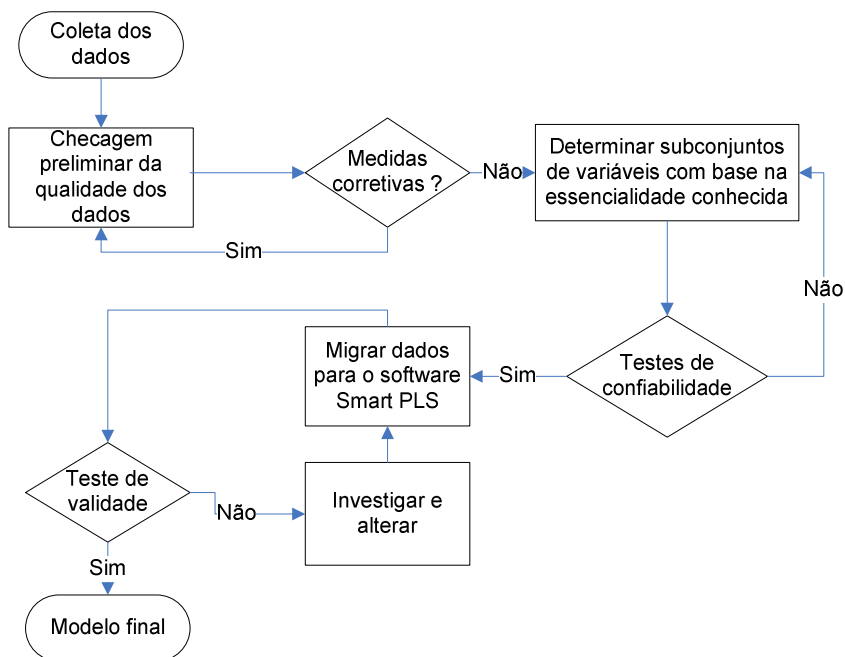 Coleta dos
dados
Checagem
preliminar da
qualidade dos
dados
Medidas
corretivas ?
Não
Determinar subconjuntos
de variáveis com base na
essencialidade conhecida
Sim
Não
Migrar dados
para o software
Smart PLS
Sim
Testes de
confiabilidade
Teste de
validade
Não
Investigar e
alterar
Sim
Modelo final